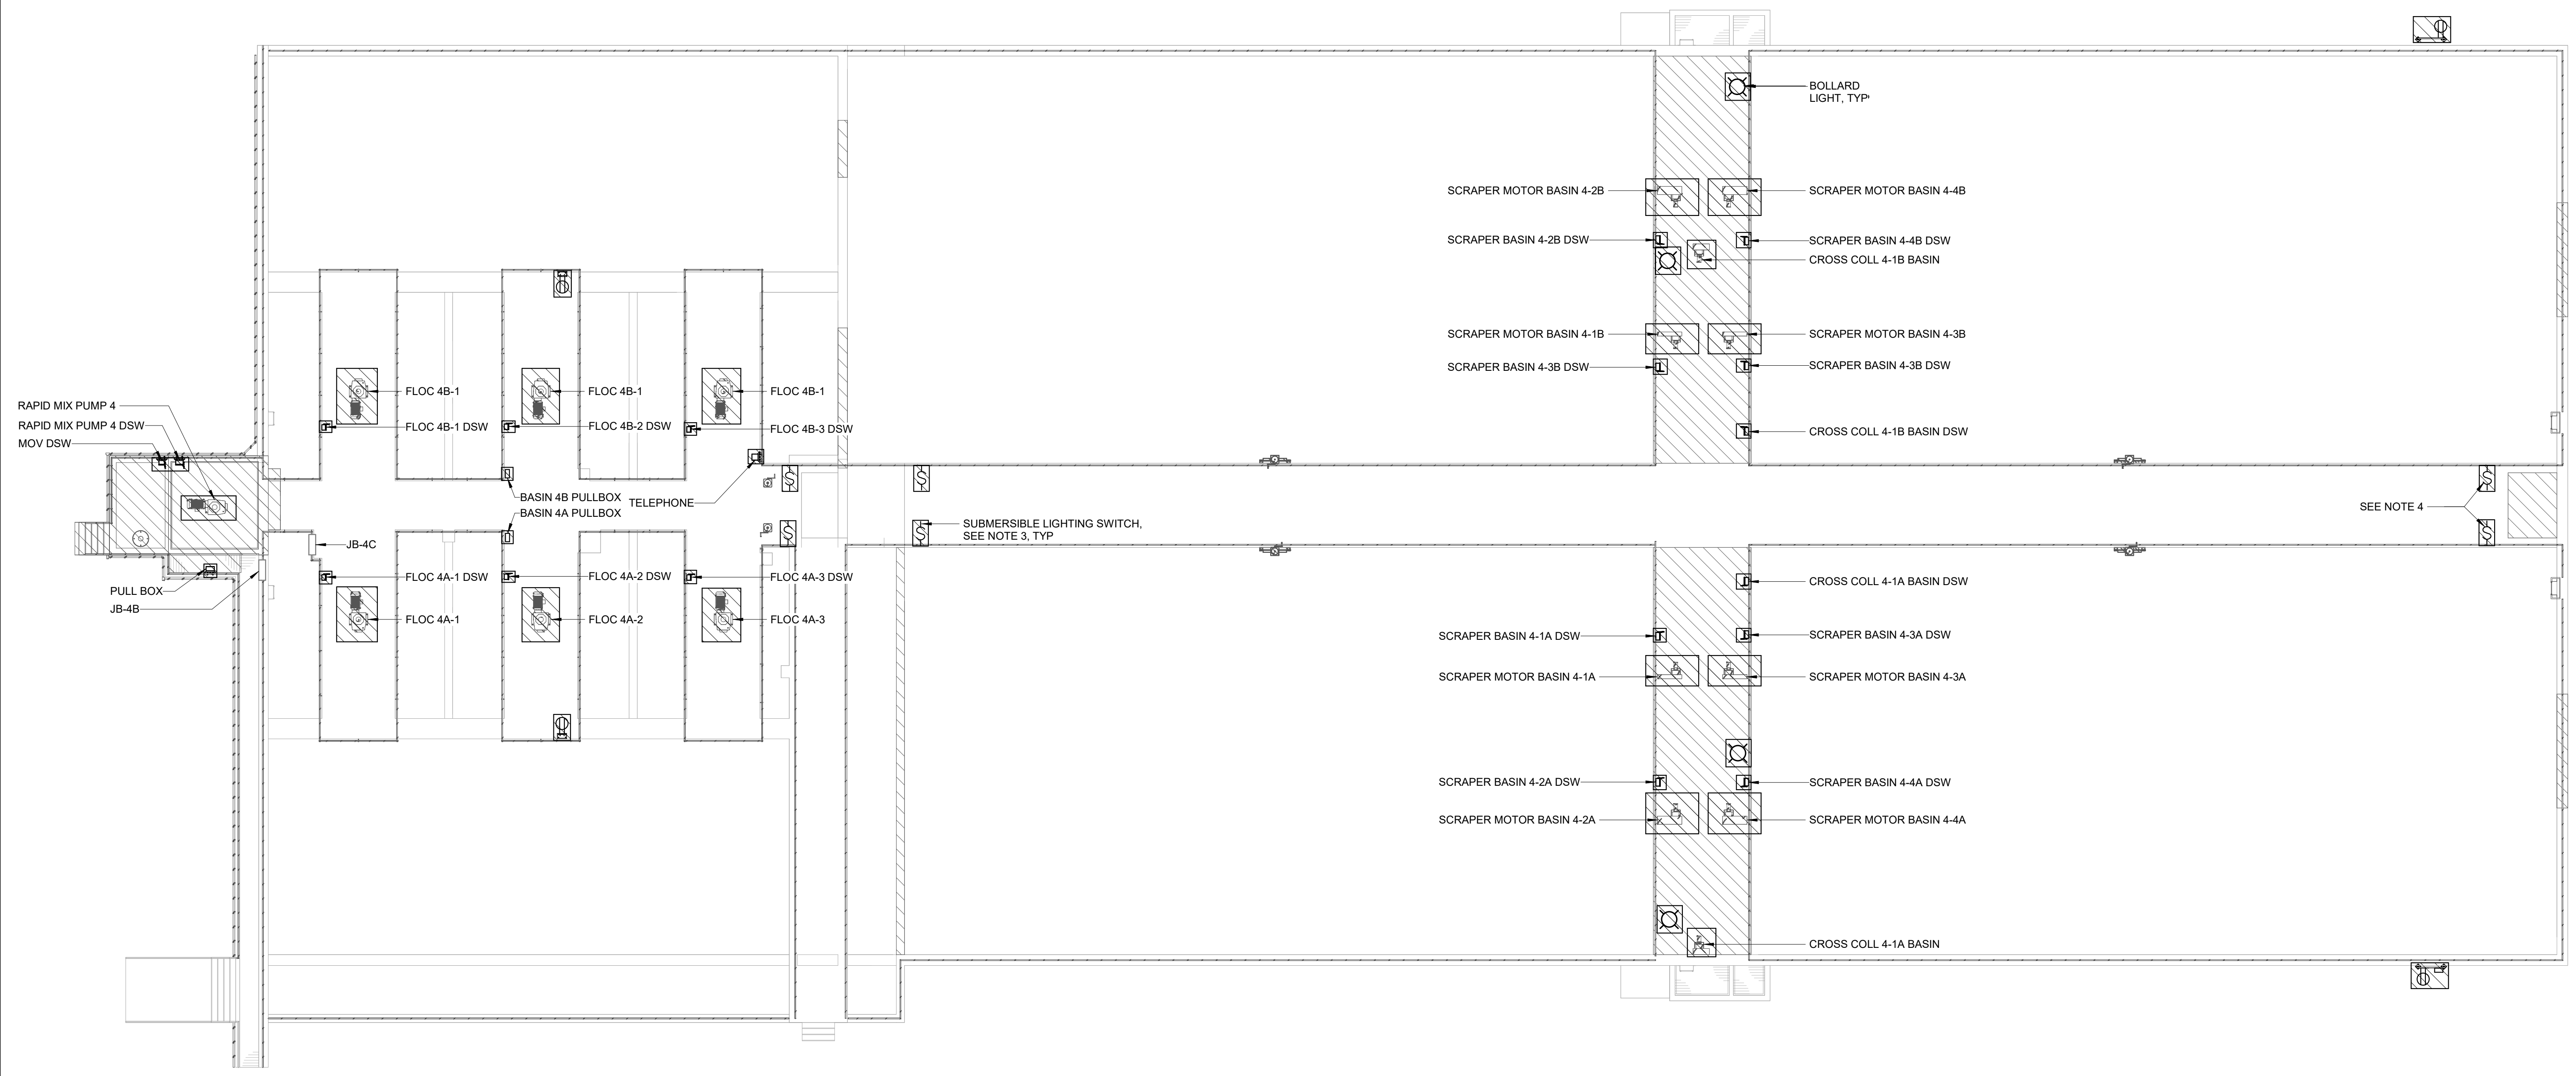 BOLLARD
LIGHT, TYP
SCRAPER MOTOR BASIN 4-2B
SCRAPER MOTOR BASIN 4-4B
SCRAPER BASIN 4-2B DSW
SCRAPER BASIN 4-4B DSW
CROSS COLL 4-1B BASIN
SCRAPER MOTOR BASIN 4-1B
SCRAPER MOTOR BASIN 4-3B
SCRAPER BASIN 4-3B DSW
SCRAPER BASIN 4-3B DSW
CROSS COLL 4-1B BASIN DSW
FLOC 4B-1
FLOC 4B-1
FLOC 4B-1
RAPID MIX PUMP 4
RAPID MIX PUMP 4 DSW
MOV DSW
FLOC 4B-1 DSW
FLOC 4B-2 DSW
FLOC 4B-3 DSW
BASIN 4B PULLBOX
TELEPHONE
BASIN 4A PULLBOX
S
S
S
S
S
S
SUBMERSIBLE LIGHTING SWITCH,
SEE NOTE 3, TYP
SEE NOTE 4
JB-4C
PULL BOX
JB-4B
FLOC 4A-1 DSW
FLOC 4A-2 DSW
FLOC 4A-3 DSW
FLOC 4A-1
FLOC 4A-2
FLOC 4A-3
CROSS COLL 4-1A BASIN DSW
SCRAPER BASIN 4-1A DSW
SCRAPER BASIN 4-3A DSW
SCRAPER MOTOR BASIN 4-1A
SCRAPER MOTOR BASIN 4-3A
SCRAPER BASIN 4-2A DSW
SCRAPER BASIN 4-4A DSW
SCRAPER MOTOR BASIN 4-2A
SCRAPER MOTOR BASIN 4-4A
CROSS COLL 4-1A BASIN